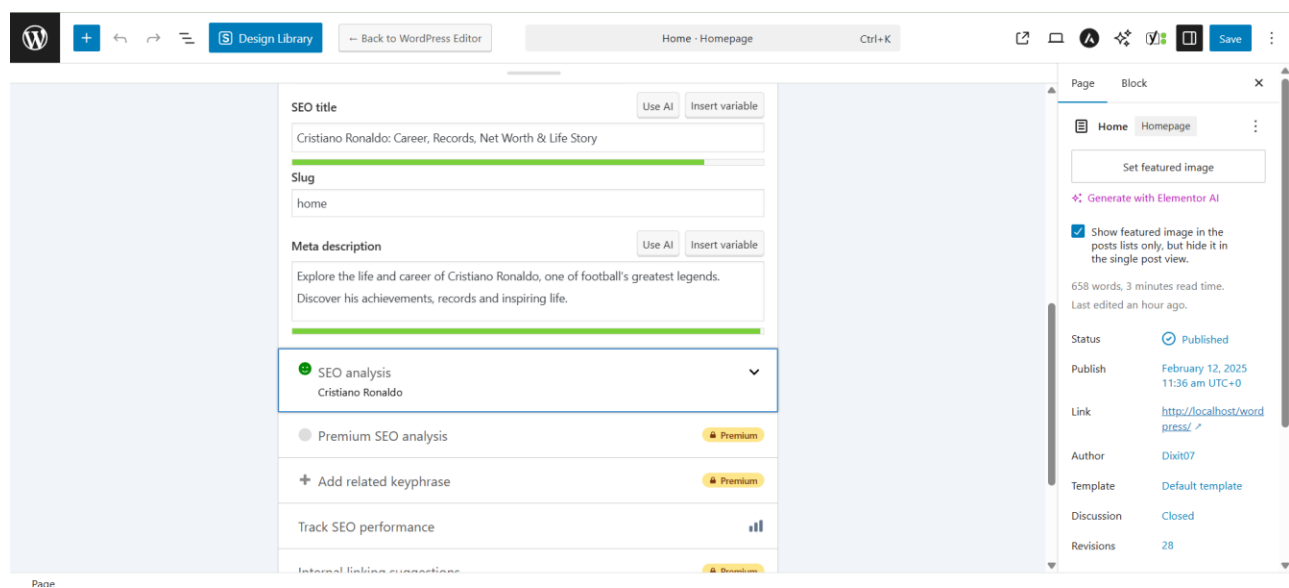 Design Library
← Back to WordPress Editor
Home · Homepage
Ctrl+K
Save
SEO title
Use AI
Insert variable
Cristiano Ronaldo: Career, Records, Net Worth & Life Story
Slug
home
Meta description
Use AI
Insert variable
Explore the life and career of Cristiano Ronaldo, one of football's greatest legends.
Discover his achievements, records and inspiring life.
SEO analysis
Cristiano Ronaldo
Premium SEO analysis
Premium
Add related keyphrase
Premium
Track SEO performance
Internal linking suggestions
Premium
Page
Block
Home
Homepage
Set featured image
Generate with Elementor AI
Show featured image in the
posts lists only, but hide it in
the single post view.
658 words, 3 minutes read time.
Last edited an hour ago.
Status
Published
Publish
February 12, 2025
11:36 am UTC+0
Link
http://localhost/word
press/
Author
Dixit07
Template
Default template
Discussion
Closed
Revisions
28
Page